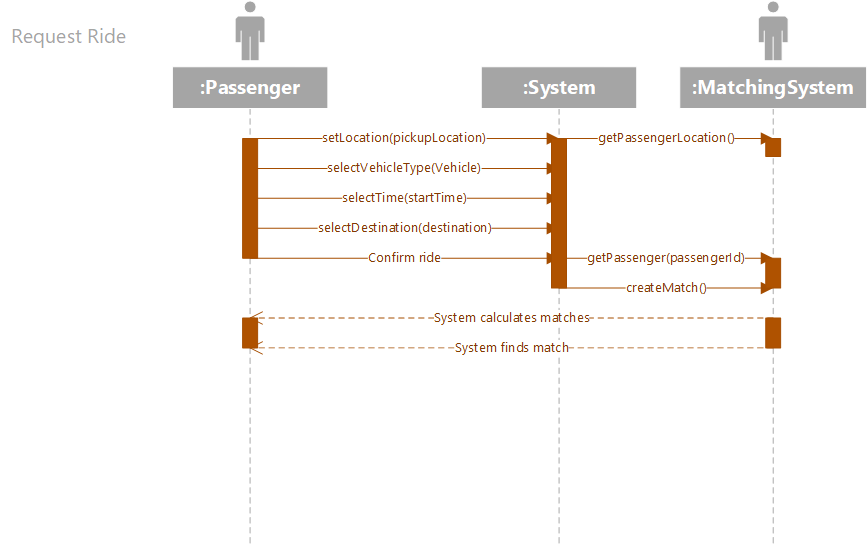 Request Ride
:Passenger
:System
:MatchingSystem
setLocation(pickupLocation)
getPassengerLocation()
selectVehicleType(Vehicle)
selectTime(startTime)
selectDestination(destination)
Confirm ride
getPassenger(passengerId)
createMatch()
System calculates matches
System finds match